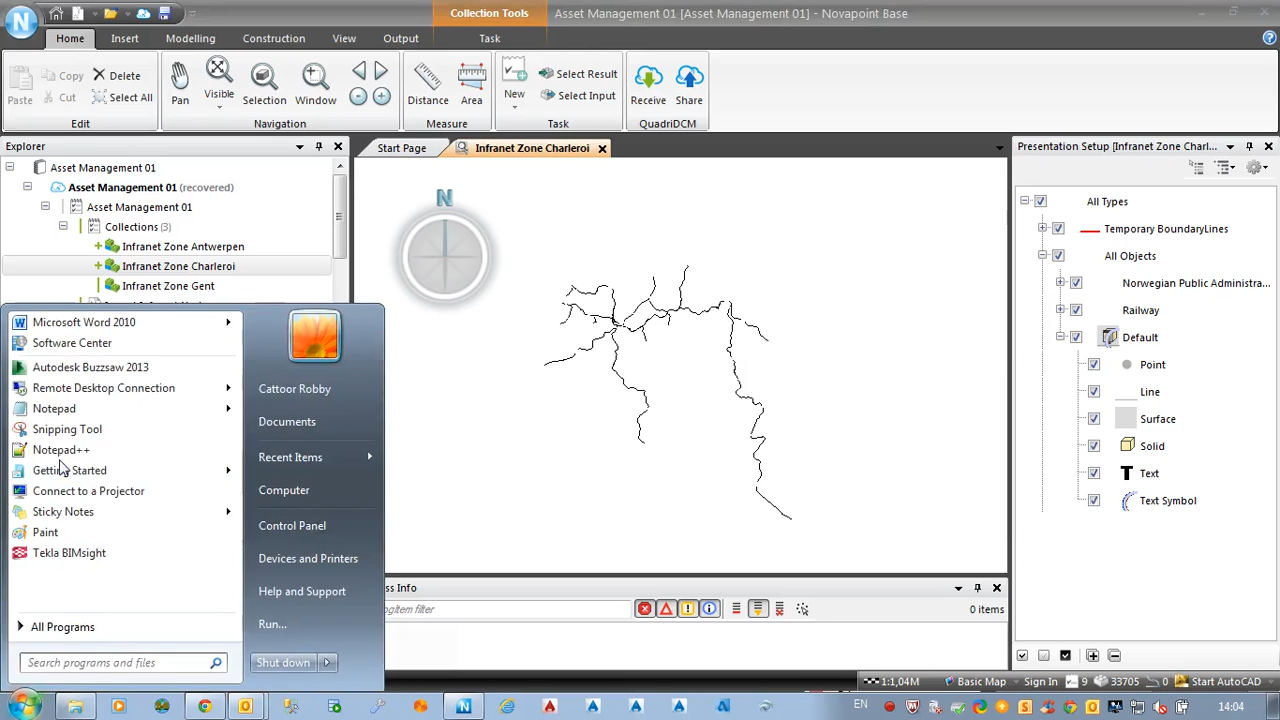 Collection Tools
Asset Management 01 [Asset Management 01] - Novapoint Base
Home
Insert
Modelling
Construction
View
Output
Task
Paste
Copy
Cut
Delete
Select All
Edit
Pan
Visible
Selection
Window
Navigation
Distance
Area
Measure
New
Select Result
Select Input
Task
Receive
Share
QuadriDCM
Explorer
Asset Management 01
Asset Management 01 (recovered)
Asset Management 01
Collections (3)
Infranet Zone Antwerpen
Infranet Zone Charleroi
Infranet Zone Gent
Start Page
Infranet Zone Charleroi
N
Presentation Setup [Infranet Zone Charl...
All Types
Temporary BoundaryLines
All Objects
Norwegian Public Administra...
Railway
Default
Point
Line
Surface
Solid
Text
Text Symbol
Microsoft Word 2010
Software Center
Autodesk Buzzsaw 2013
Remote Desktop Connection
Notepad
Snipping Tool
Notepad++
Getting Started
Connect to a Projector
Sticky Notes
Paint
Tekla BIMsight
All Programs
Search programs and files
Cattoor Robby
Documents
Recent Items
Computer
Control Panel
Devices and Printers
Help and Support
Run...
Shut down
ss Info
ogItem filter
0 items
1:1,04M
Basic Map
Sign In
9
33705
0
Start AutoCAD
EN
14:04